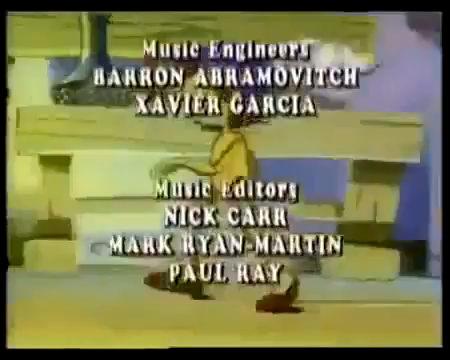 Music Engineers
BARRON ABRAMOVITCH
XAVIER GARCIA
Music Editors
NICK CARR
MARK RYAN-MARTIN
PAUL RAY